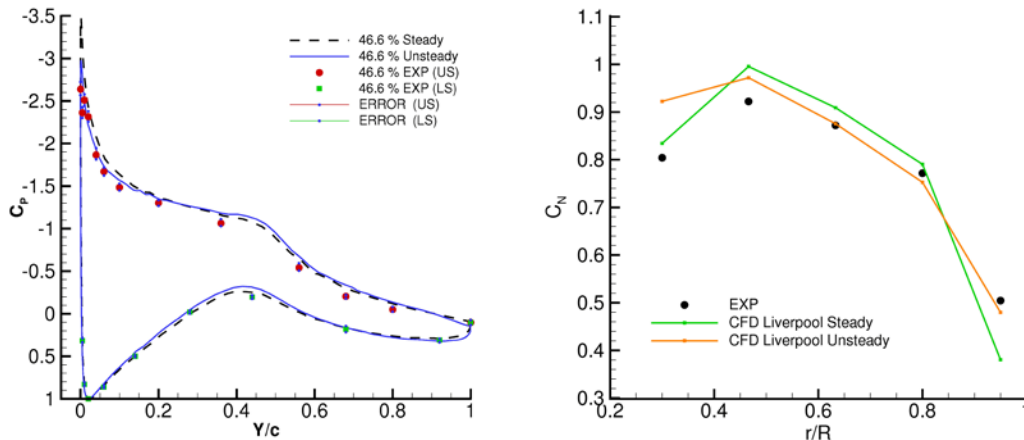 -3.5
-3
-2.5
-2
-1.5
-1
-0.5
0
0.5
1
C_P
0
0.2
0.4
0.6
0.8
1
Y/c
46.6 % Steady
46.6 % Unsteady
46.6 % EXP (US)
46.6 % EXP (LS)
ERROR (US)
ERROR (LS)
1.1
1
0.9
0.8
0.7
0.6
0.5
0.4
0.3
C_N
0.2
0.4
0.6
0.8
1
r/R
EXP
CFD Liverpool Steady
CFD Liverpool Unsteady